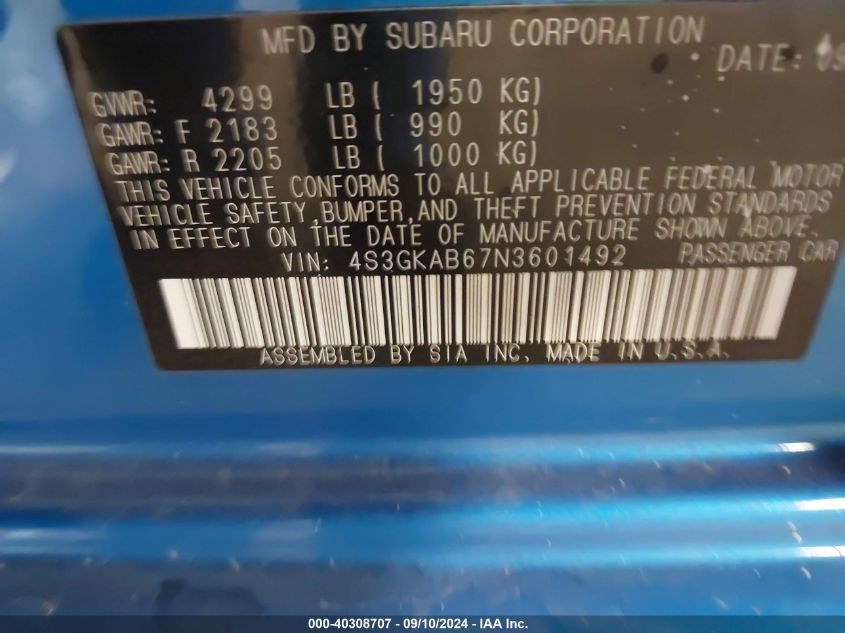 MFD BY SUBARU CORPORATION
DATE: 09
GVWR: 4299 LB ( 1950 KG)
GAWR: F 2183 LB ( 990 KG)
GAWR: R 2205 LB ( 1000 KG)
THIS VEHICLE CONFORMS TO ALL APPLICABLE FEDERAL MOTOR
VEHICLE SAFETY,BUMPER,AND THEFT PREVENTION STANDARDS
IN EFFECT ON THE DATE OF MANUFACTURE SHOWN ABOVE.
VIN: 4S3GKAB67N3601492 PASSENGER CAR
ASSEMBLED BY SIA INC, MADE IN U.S.A.
000-40308707 - 09/10/2024 - IAA Inc.